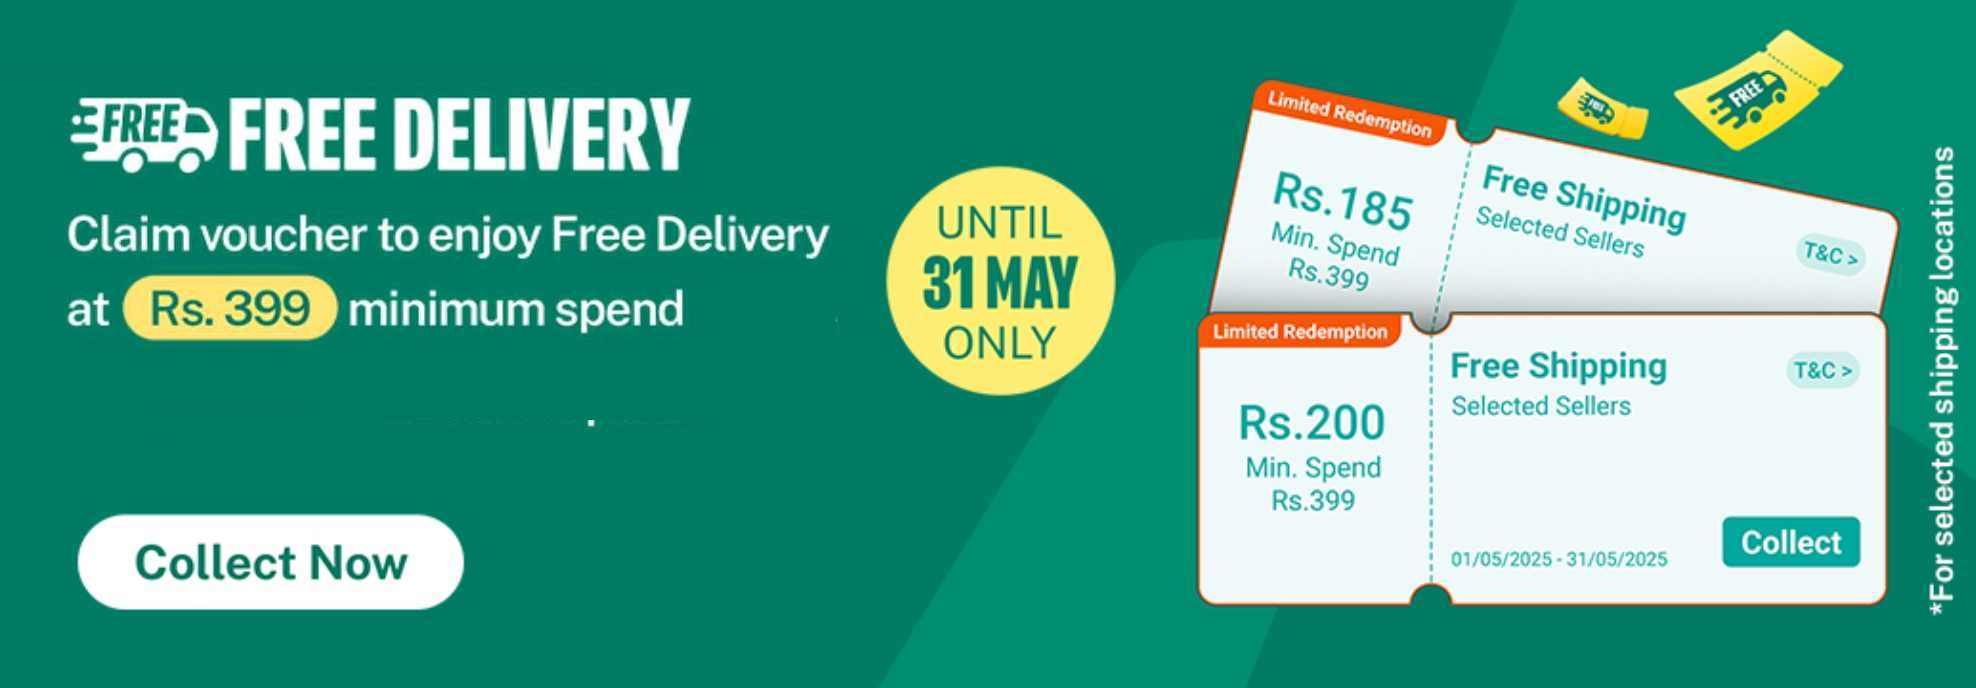 FREE FREE DELIVERY
Claim voucher to enjoy Free Delivery
at Rs. 399 minimum spend
Collect Now
UNTIL
31 MAY
ONLY
FREE
FREE
Limited Redemption
Rs.185
Min. Spend
Rs.399
Free Shipping
Selected Sellers
T&C >
Limited Redemption
Rs.200
Min. Spend
Rs.399
Free Shipping
Selected Sellers
T&C >
01/05/2025 - 31/05/2025
Collect
*For selected shipping locations